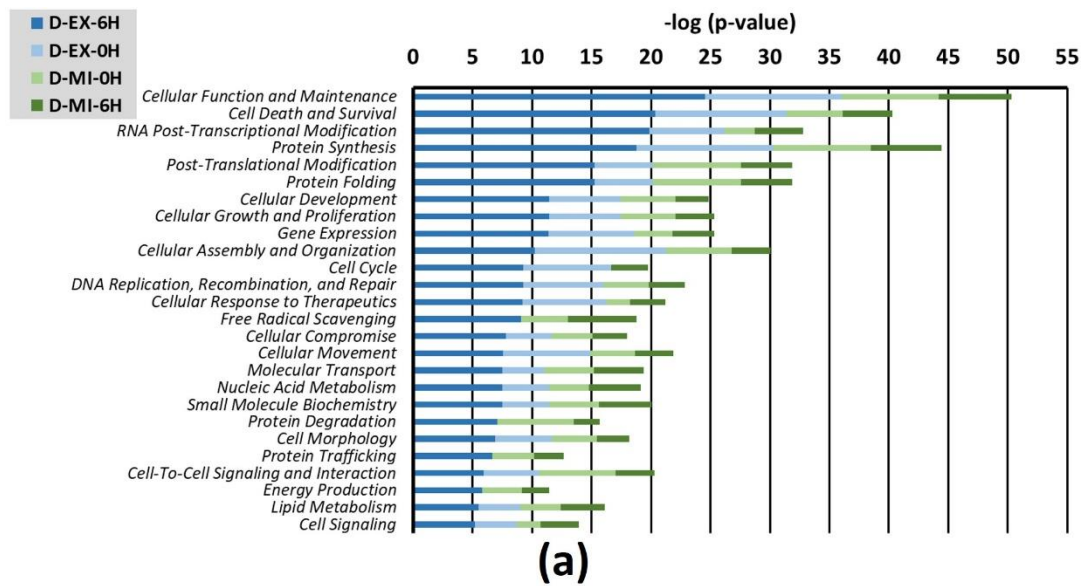 D-EX-6H
D-EX-0H
D-MI-0H
D-MI-6H
-log (p-value)
0 5 10 15 20 25 30 35 40 45 50 55
Cellular Function and Maintenance
Cell Death and Survival
RNA Post-Transcriptional Modification
Protein Synthesis
Post-Translational Modification
Protein Folding
Cellular Development
Cellular Growth and Proliferation
Gene Expression
Cellular Assembly and Organization
Cell Cycle
DNA Replication, Recombination, and Repair
Cellular Response to Therapeutics
Free Radical Scavenging
Cellular Compromise
Cellular Movement
Molecular Transport
Nucleic Acid Metabolism
Small Molecule Biochemistry
Protein Degradation
Cell Morphology
Protein Trafficking
Cell-To-Cell Signaling and Interaction
Energy Production
Lipid Metabolism
Cell Signaling
(a)